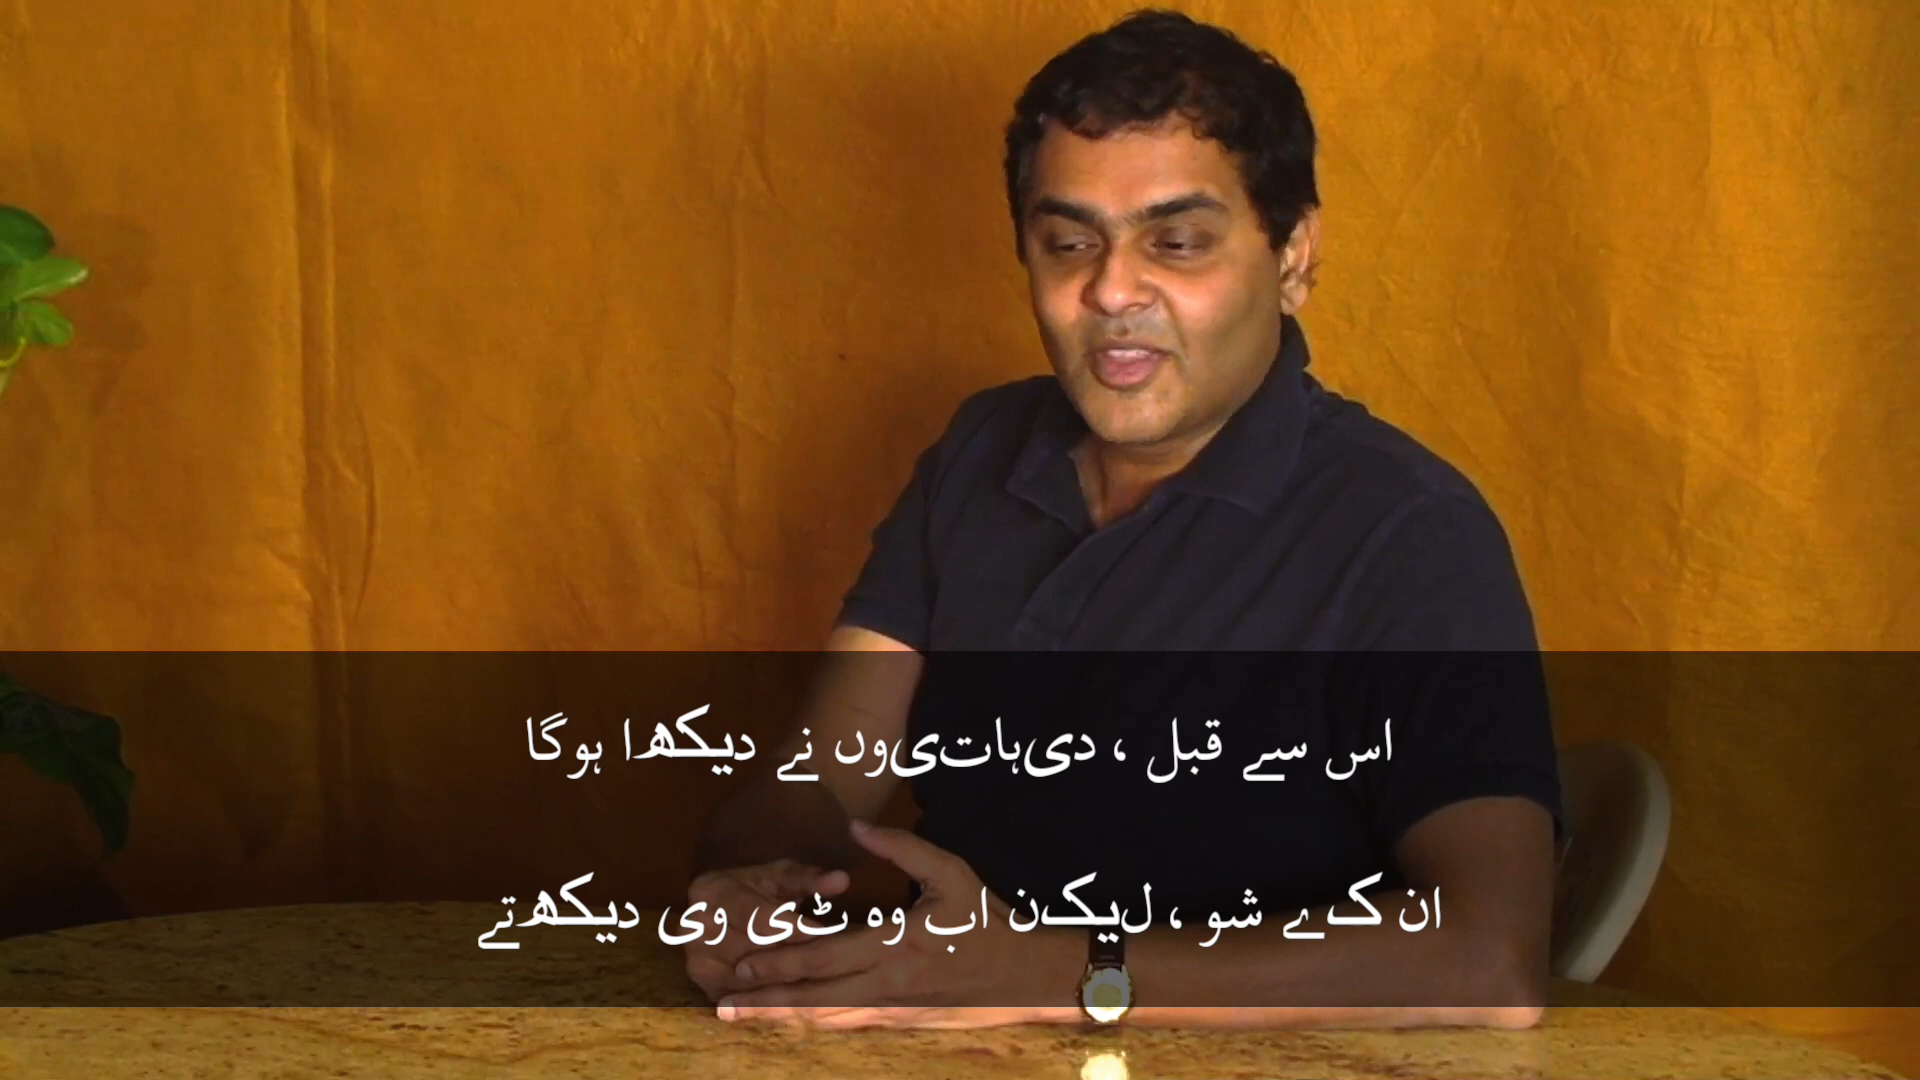 اس سے قبل ، دیہاتیوں نے دیکھا ہوگا
ان کے شو ، لیکن اب وہ ٹی وی دیکھتے